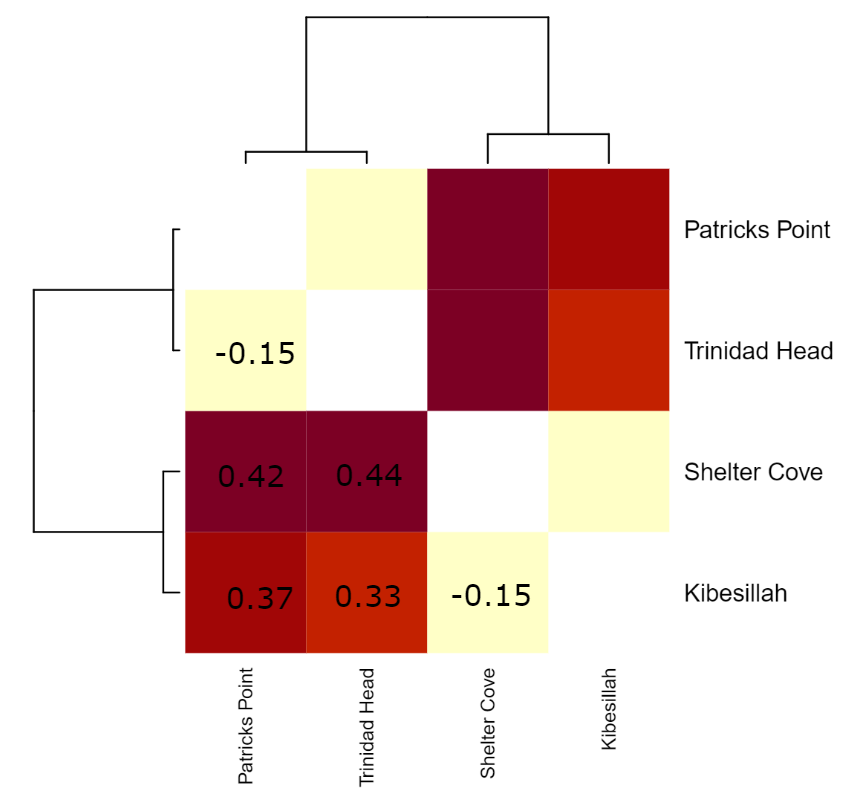 Patricks Point
-0.15
Trinidad Head
0.42 0.44
Shelter Cove
0.37 0.33 -0.15
Kibesillah
Patricks Point
Trinidad Head
Shelter Cove
Kibesillah